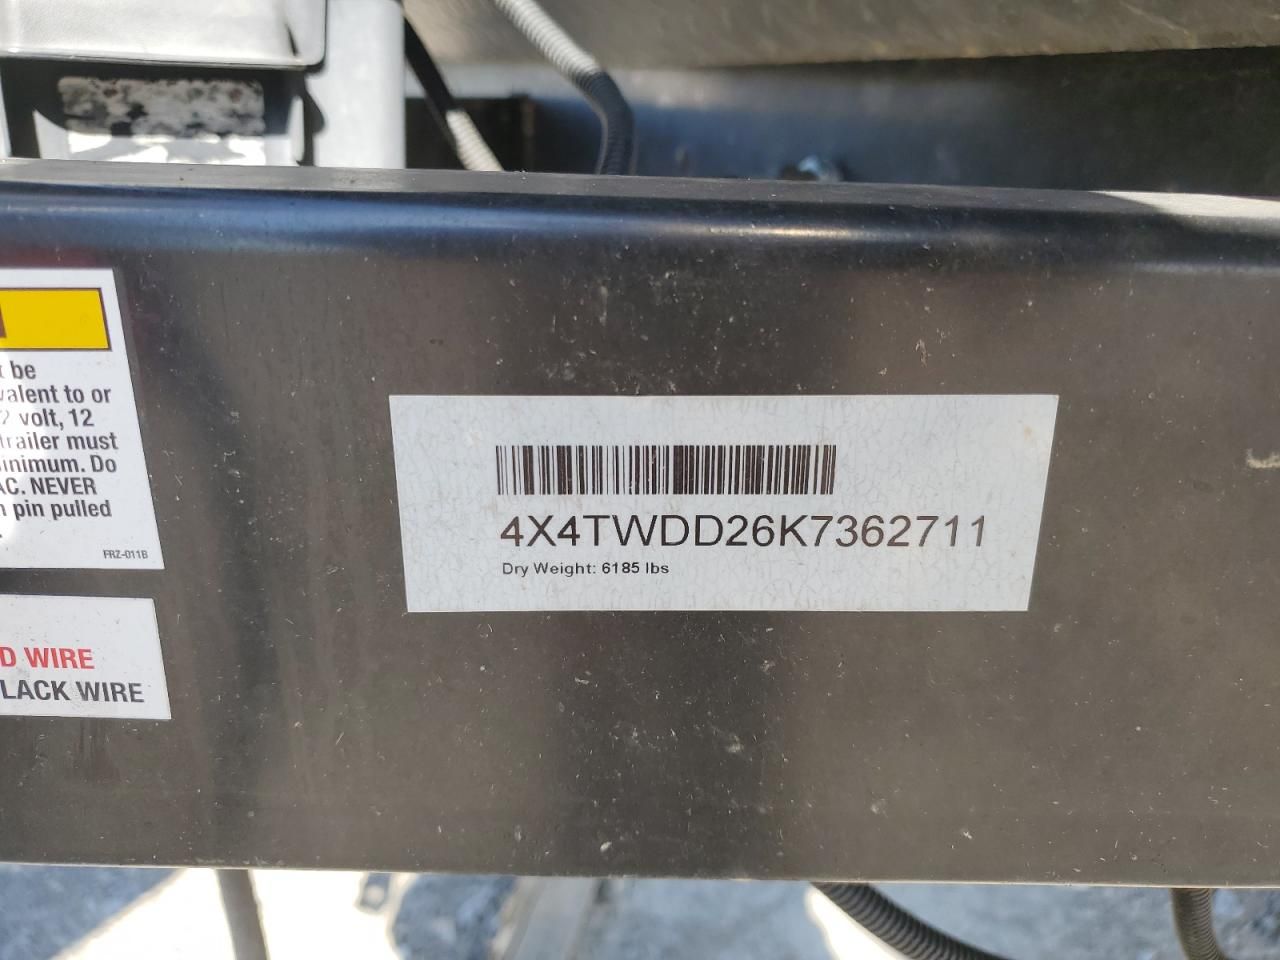 be
valent to or
volt, 12
trailer must
inimum. Do
AC. NEVER
pin pulled
FRZ-011B
D WIRE
LACK WIRE
4X4TWDD26K7362711
Dry Weight: 6185 lbs